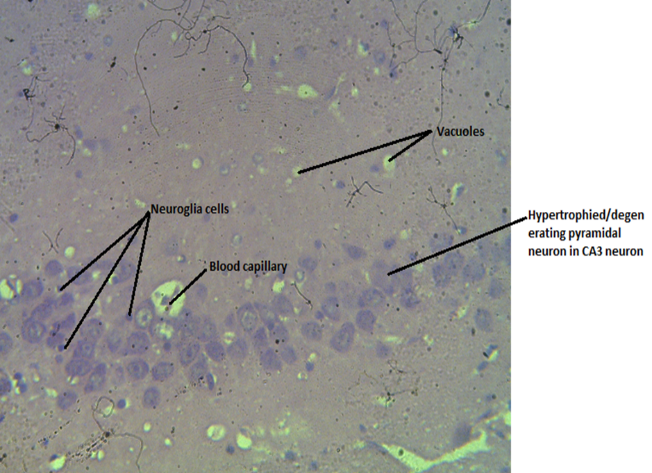 Vacuoles
Neuroglia cells
Hypertrophied/degen
erating pyramidal
neuron in CA3 neuron
Blood capillary